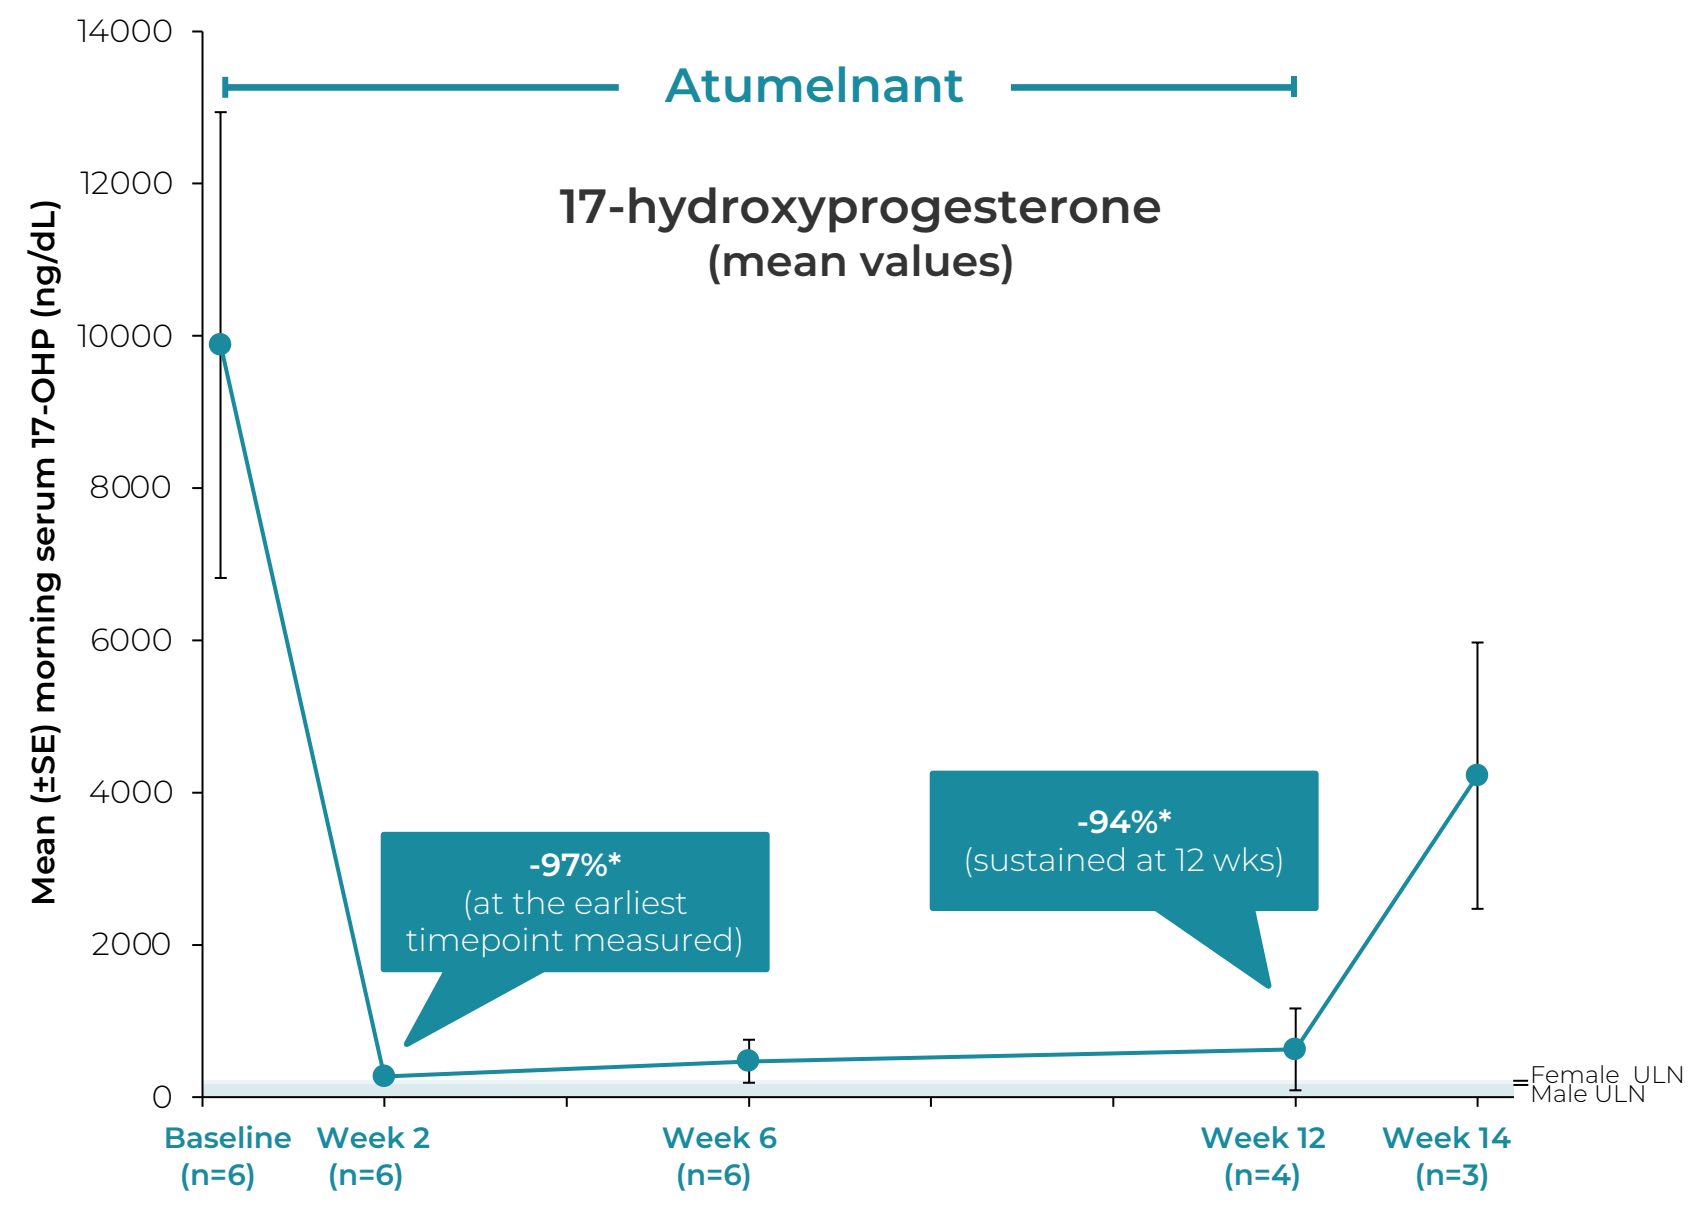 14000
12000
10000
8000
6000
4000
2000
0
Mean (±SE) morning serum 17-OHP (ng/dL)
Atumelnant
17-hydroxyprogesterone
(mean values)
-97%*
(at the earliest
timepoint measured)
-94%*
(sustained at 12 wks)
Female ULN
Male ULN
Baseline
(n=6)
Week 2
(n=6)
Week 6
(n=6)
Week 12
(n=4)
Week 14
(n=3)